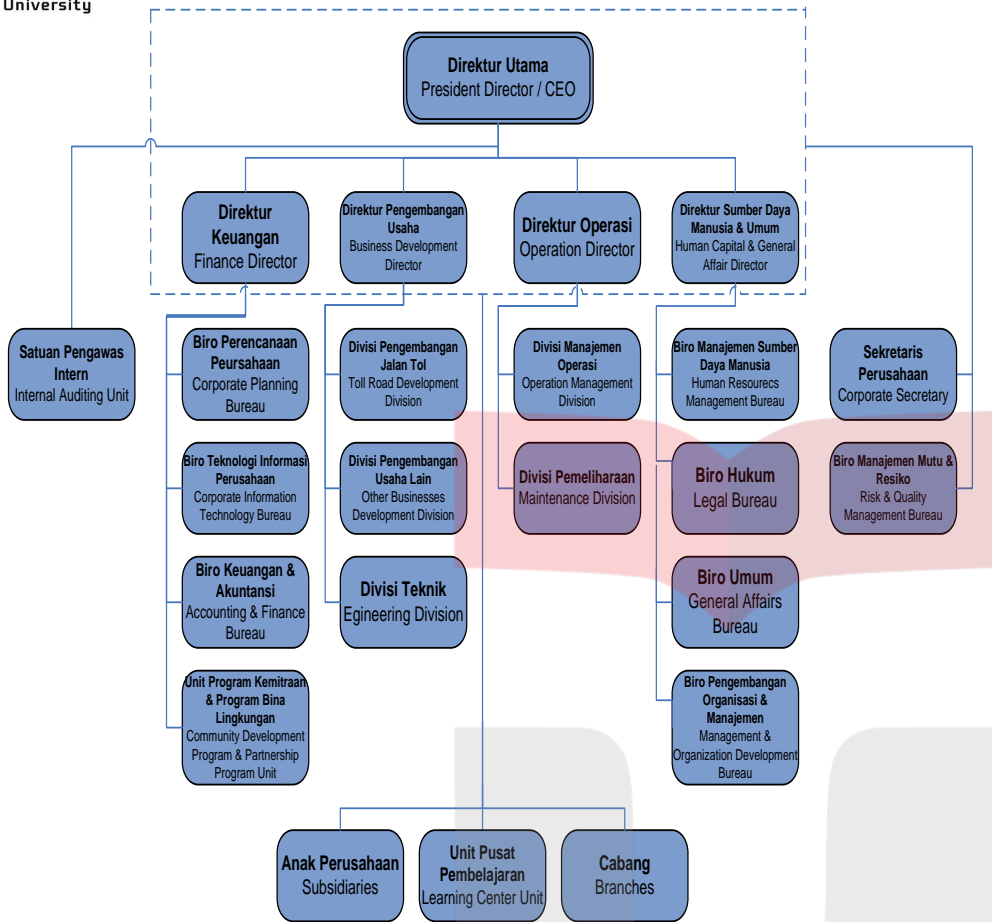 University
Direktur Utama
President Director / CEO
Direktur
Keuangan
Finance Director
Direktur Pengembangan
Usaha
Business Development
Director
Direktur Operasi
Operation Director
Direktur Sumber Daya
Manusia & Umum
Human Capital & General
Affair Director
Satuan Pengawas
Intern
Internal Auditing Unit
Biro Perencanaan
Peursahaan
Corporate Planning
Bureau
Divisi Pengembangan
Jalan Tol
Toll Road Development
Division
Divisi Manajemen
Operasi
Operation Management
Division
Biro Manajemen Sumber
Daya Manusia
Human Resourecs
Management Bureau
Sekretaris
Perusahaan
Corporate Secretary
Biro Teknologi Informasi
Perusahaan
Corporate Information
Technology Bureau
Divisi Pengembangan
Usaha Lain
Other Businesses
Development Division
Divisi Pemeliharaan
Maintenance Division
Biro Hukum
Legal Bureau
Biro Manajemen Mutu &
Resiko
Risk & Quality
Management Bureau
Biro Keuangan &
Akuntansi
Accounting & Finance
Bureau
Divisi Teknik
Egineering Division
Biro Umum
General Affairs
Bureau
Unit Program Kemitraan
& Program Bina
Lingkungan
Community Development
Program & Partnership
Program Unit
Biro Pengembangan
Organisasi &
Manajemen
Management &
Organization Development
Bureau
Anak Perusahaan
Subsidiaries
Unit Pusat
Pembelajaran
Learning Center Unit
Cabang
Branches